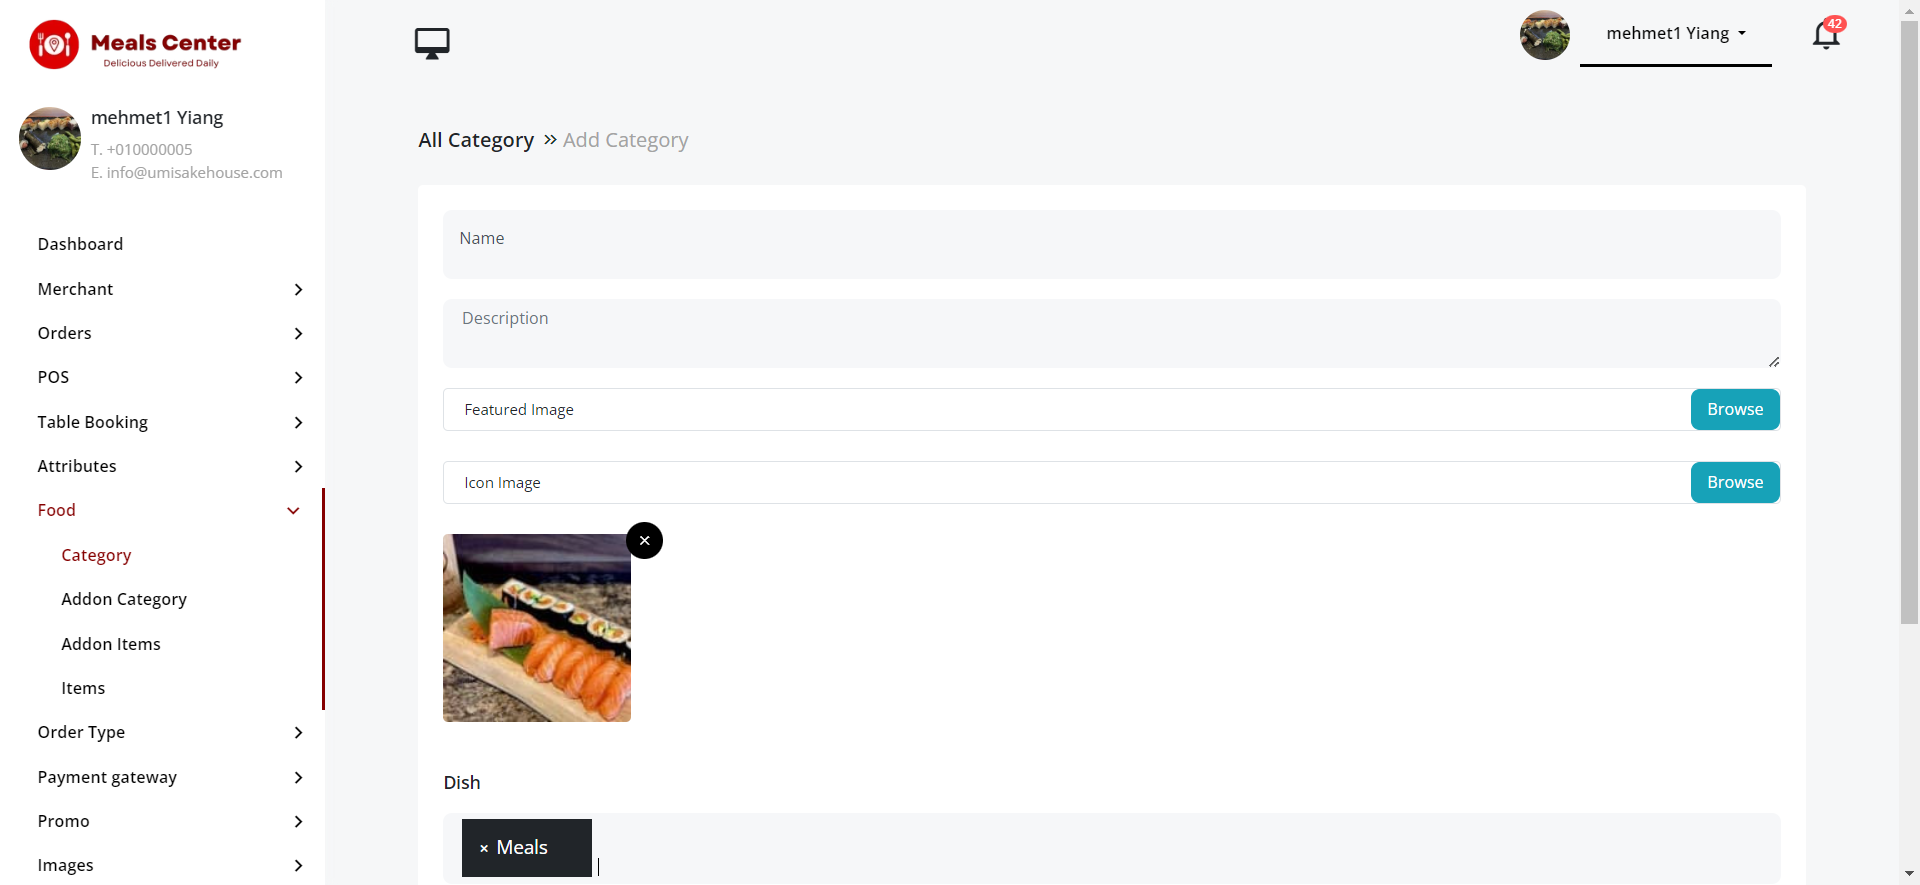 Meals Center
Delicious Delivered Daily
mehmet1 Yiang
T. +010000005
E. info@umisakehouse.com
Dashboard
Merchant
Orders
POS
Table Booking
Attributes
Food
Category
Addon Category
Addon Items
Items
Order Type
Payment gateway
Promo
Images
mehmet1 Yiang
42
All Category » Add Category
Name
Description
Featured Image
Browse
Icon Image
Browse
Dish
× Meals